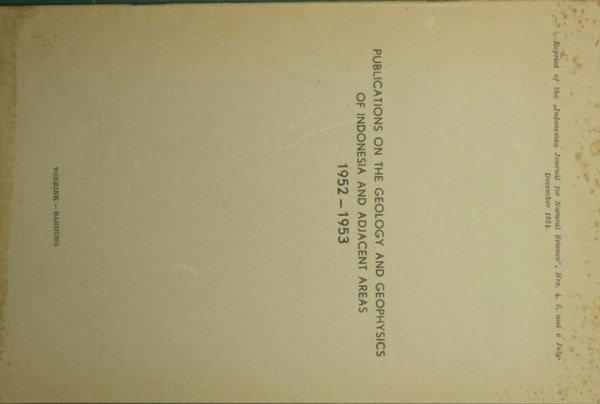 Reprint of the „Indonesian Journal for Natural Science", Nrs. 4, 5, and 6 July-
December 1954.
PUBLICATIONS ON THE GEOLOGY AND GEOPHYSICS
OF INDONESIA AND ADJACENT AREAS
1952 – 1953
VORKINK – BANDUNG